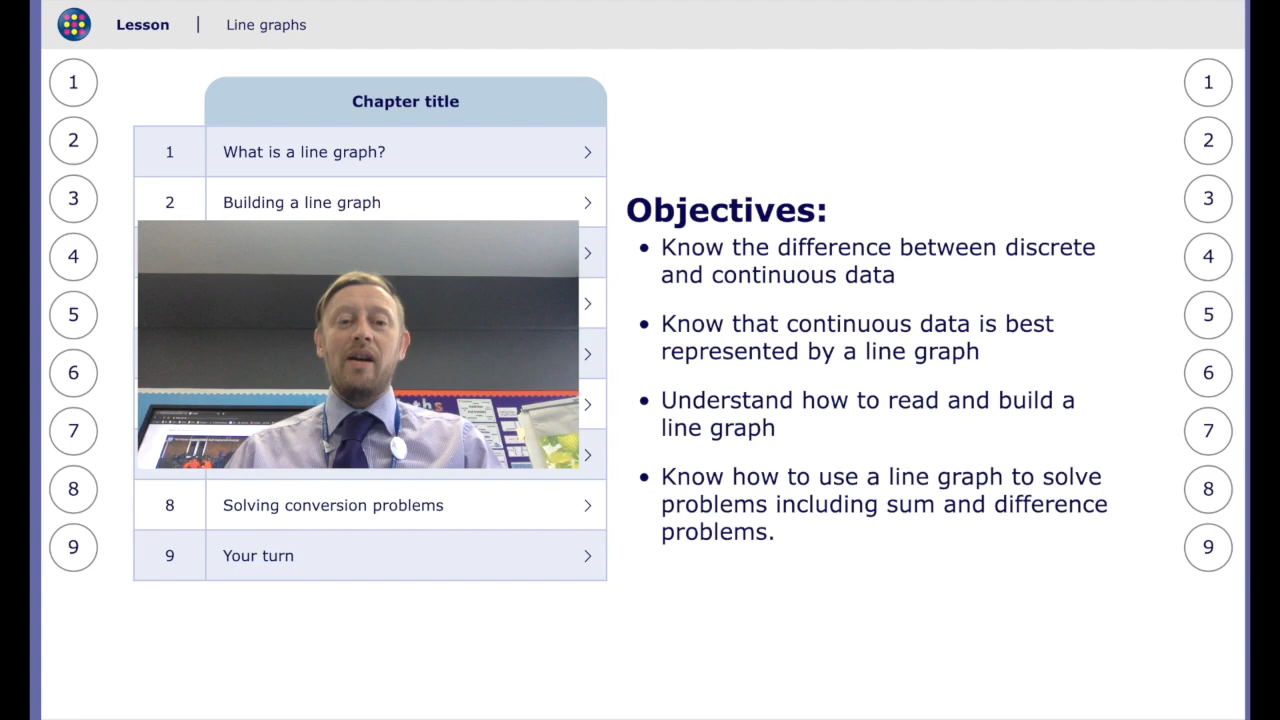 Lesson | Line graphs
1
2
3
4
5
6
7
8
9
Chapter title
1 What is a line graph?
2 Building a line graph
8 Solving conversion problems
9 Your turn
Objectives:
• Know the difference between discrete
and continuous data
• Know that continuous data is best
represented by a line graph
• Understand how to read and build a
line graph
• Know how to use a line graph to solve
problems including sum and difference
problems.
1
2
3
4
5
6
7
8
9